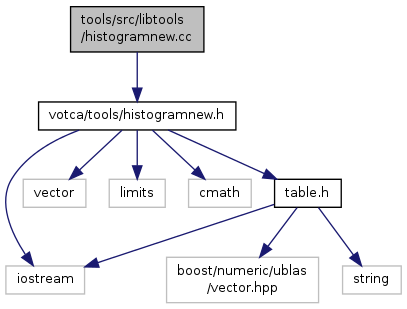 tools/src/libtools
/histogramnew.cc
votca/tools/histogramnew.h
vector
limits
cmath
table.h
iostream
boost/numeric/ublas
/vector.hpp
string